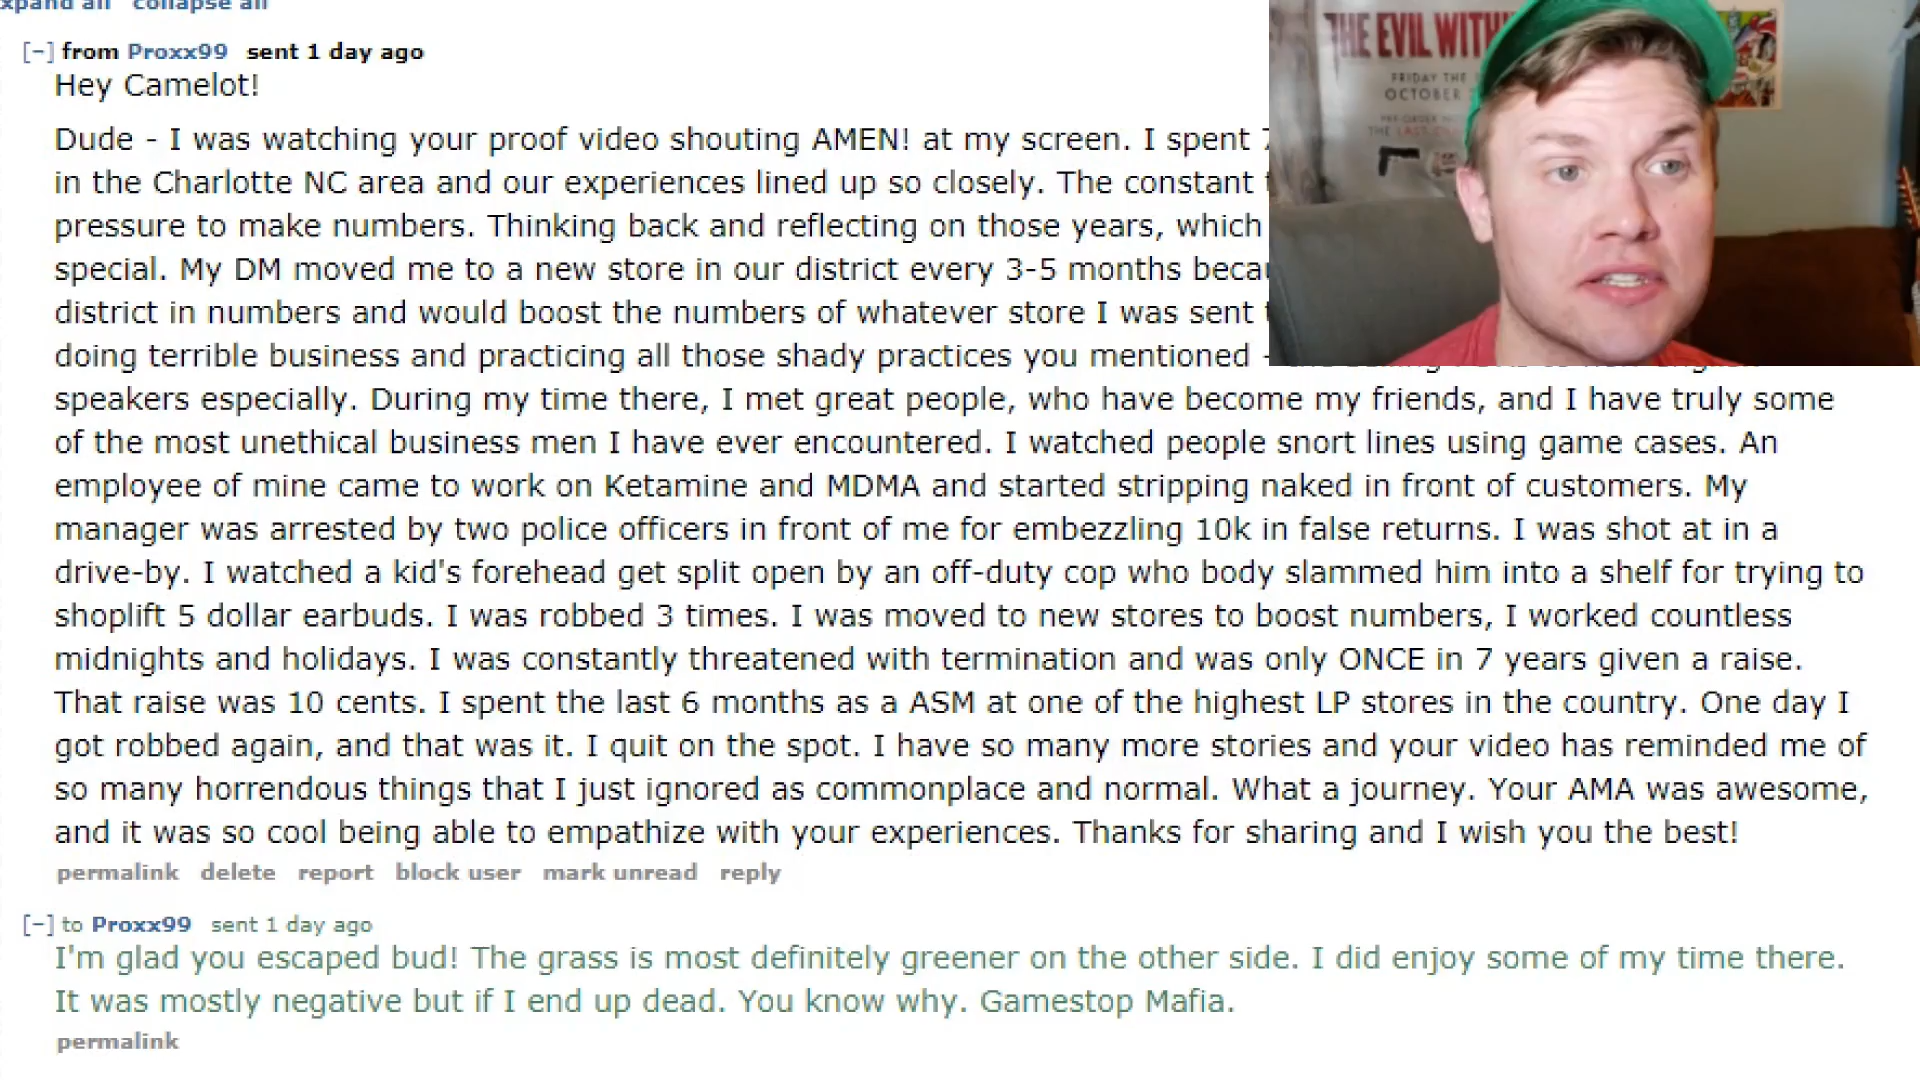 expand all collapse all
[-] from Proxx99 sent 1 day ago
Hey Camelot!
Dude - I was watching your proof video shouting AMEN! at my screen. I spent 7
in the Charlotte NC area and our experiences lined up so closely. The constant
pressure to make numbers. Thinking back and reflecting on those years, which
special. My DM moved me to a new store in our district every 3-5 months
district in numbers and would boost the numbers of whatever store I was sent
doing terrible business and practicing all those shady practices you mentioned -
speakers especially. During my time there, I met great people, who have become my friends, and I have truly some
of the most unethical business men I have ever encountered. I watched people snort lines using game cases. An
employee of mine came to work on Ketamine and MDMA and started stripping naked in front of customers. My
manager was arrested by two police officers in front of me for embezzling 10k in false returns. I was shot at in a
drive-by. I watched a kid's forehead get split open by an off-duty cop who body slammed him into a shelf for trying to
shoplift 5 dollar earbuds. I was robbed 3 times. I was moved to new stores to boost numbers, I worked countless
midnights and holidays. I was constantly threatened with termination and was only ONCE in 7 years given a raise.
That raise was 10 cents. I spent the last 6 months as a ASM at one of the highest LP stores in the country. One day I
got robbed again, and that was it. I quit on the spot. I have so many more stories and your video has reminded me of
so many horrendous things that I just ignored as commonplace and normal. What a journey. Your AMA was awesome,
and it was so cool being able to empathize with your experiences. Thanks for sharing and I wish you the best!
permalink delete report block user mark unread reply
[-] to Proxx99 sent 1 day ago
I'm glad you escaped bud! The grass is most definitely greener on the other side. I did enjoy some of my time there.
It was mostly negative but if I end up dead. You know why. Gamestop Mafia.
permalink
THE EVIL WITH
FRIDAY THE
OCTOBER